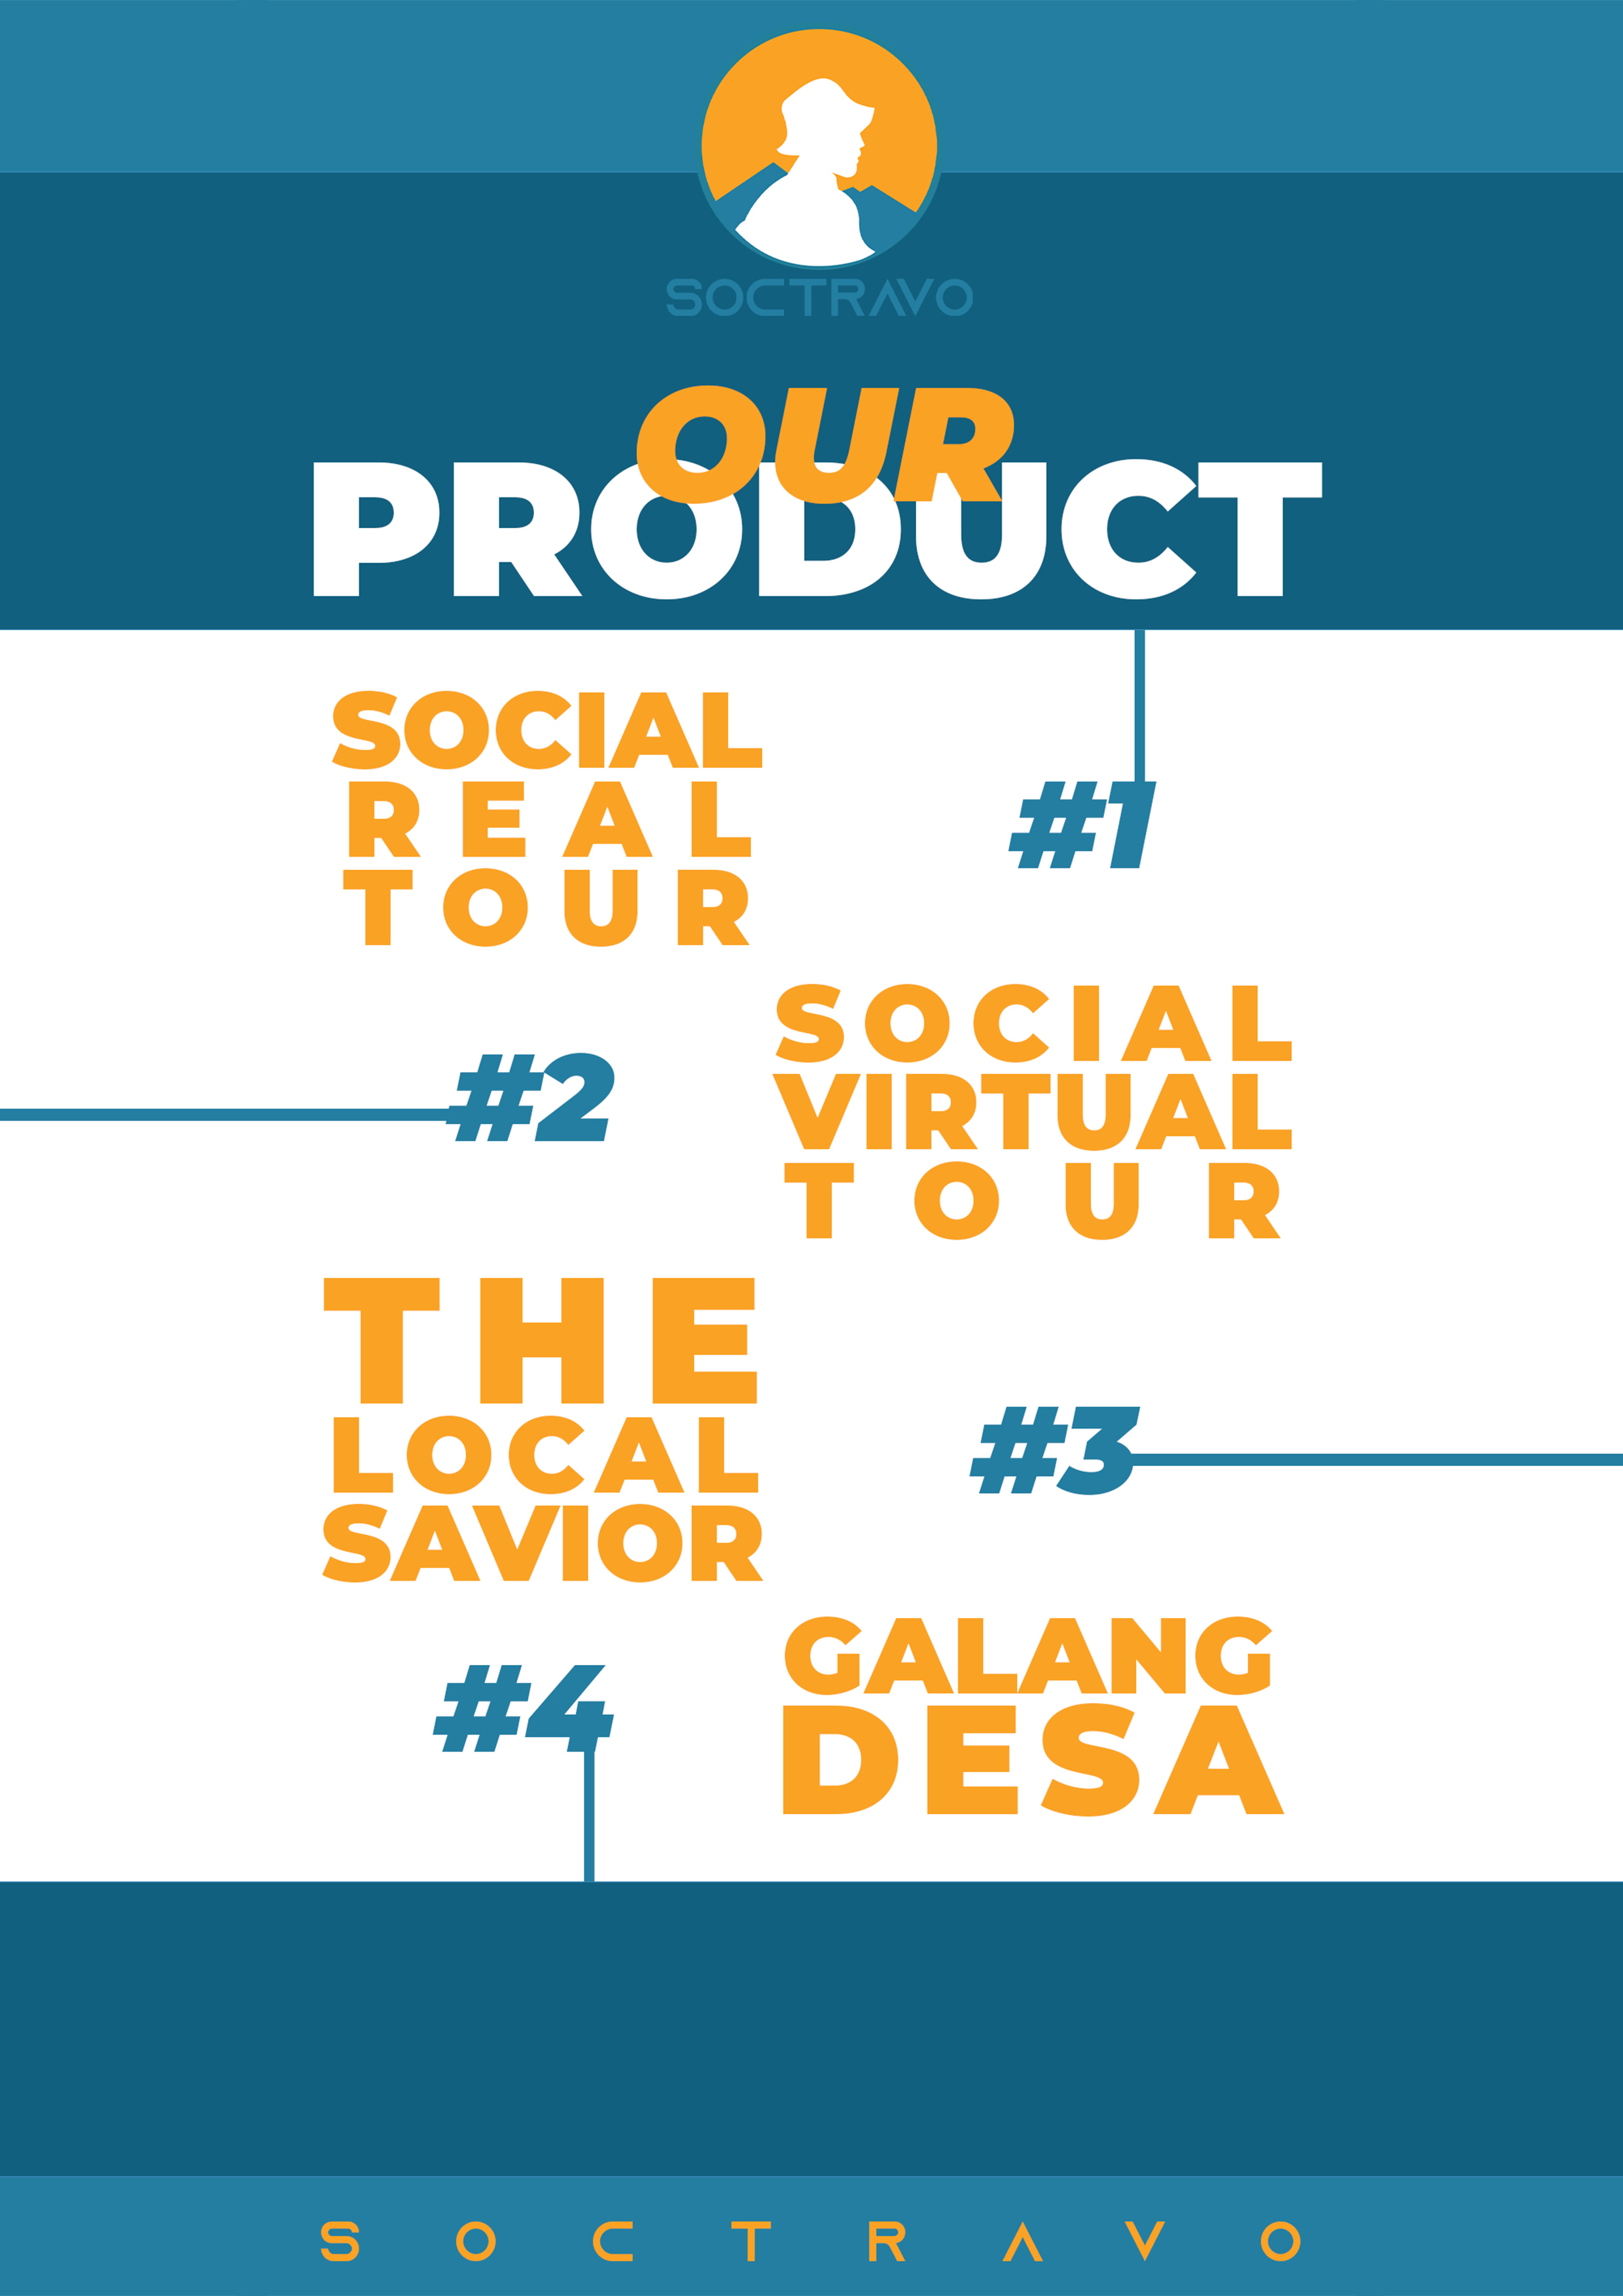 SOCTRAVO
OUR
PRODUCT
SOCIAL
REAL
TOUR
#1
SOCIAL
VIRTUAL
TOUR
#2
THE
LOCAL
SAVIOR
#3
GALANG
DESA
#4
SOCTRAVO